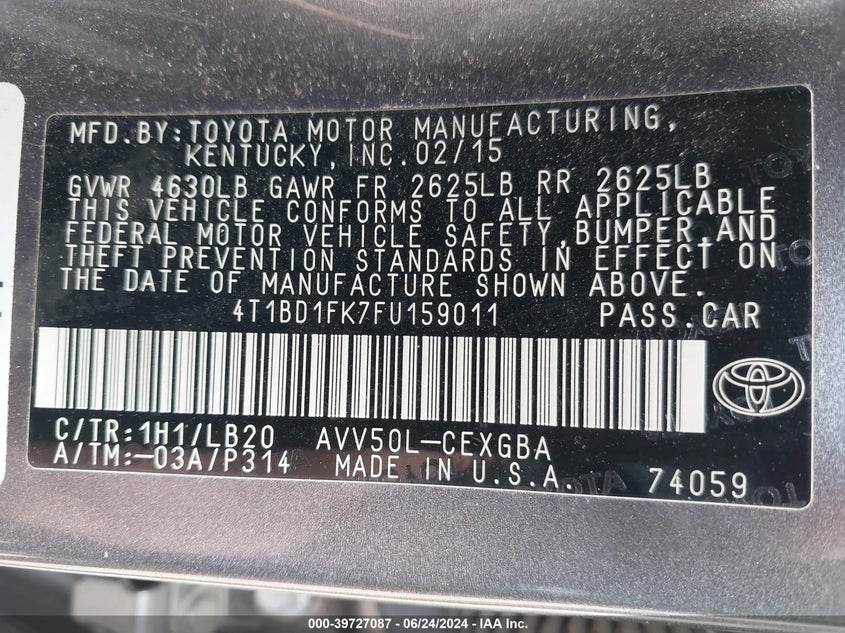 MFD.BY:TOYOTA MOTOR MANUFACTURING,
KENTUCKY,INC.02/15
GVWR 4630LB GAWR FR 2625LB RR 2625LB
THIS VEHICLE CONFORMS TO ALL APPLICABLE
FEDERAL MOTOR VEHICLE SAFETY,BUMPER,AND
THEFT PREVENTION STANDARDS IN EFFECT ON
THE DATE OF MANUFACTURE SHOWN ABOVE.
4T1BD1FK7FU159011 PASS.CAR
C/TR:1H1/LB20 AVV50L-CEXGBA
A/TM:-03A/P314 MADE IN U.S.A. 74059
000-39727087 - 06/24/2024 - IAA Inc.